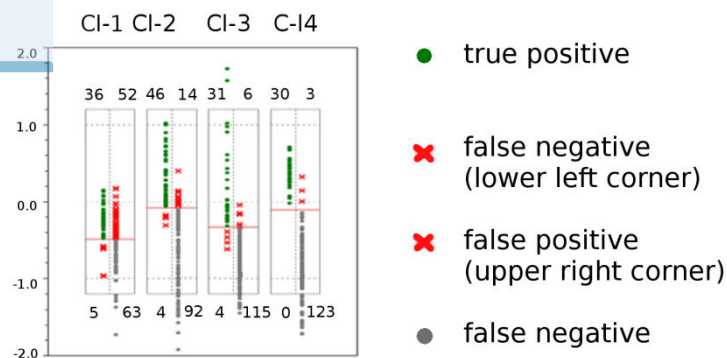 Cl-1 Cl-2 Cl-3 C-l4
2.0
36 52 46 14 31 6 30 3
1.0
0.0
-1.0
5 63 4 92 4 115 0 123
-2.0
true positive
false negative
(lower left corner)
false positive
(upper right corner)
false negative